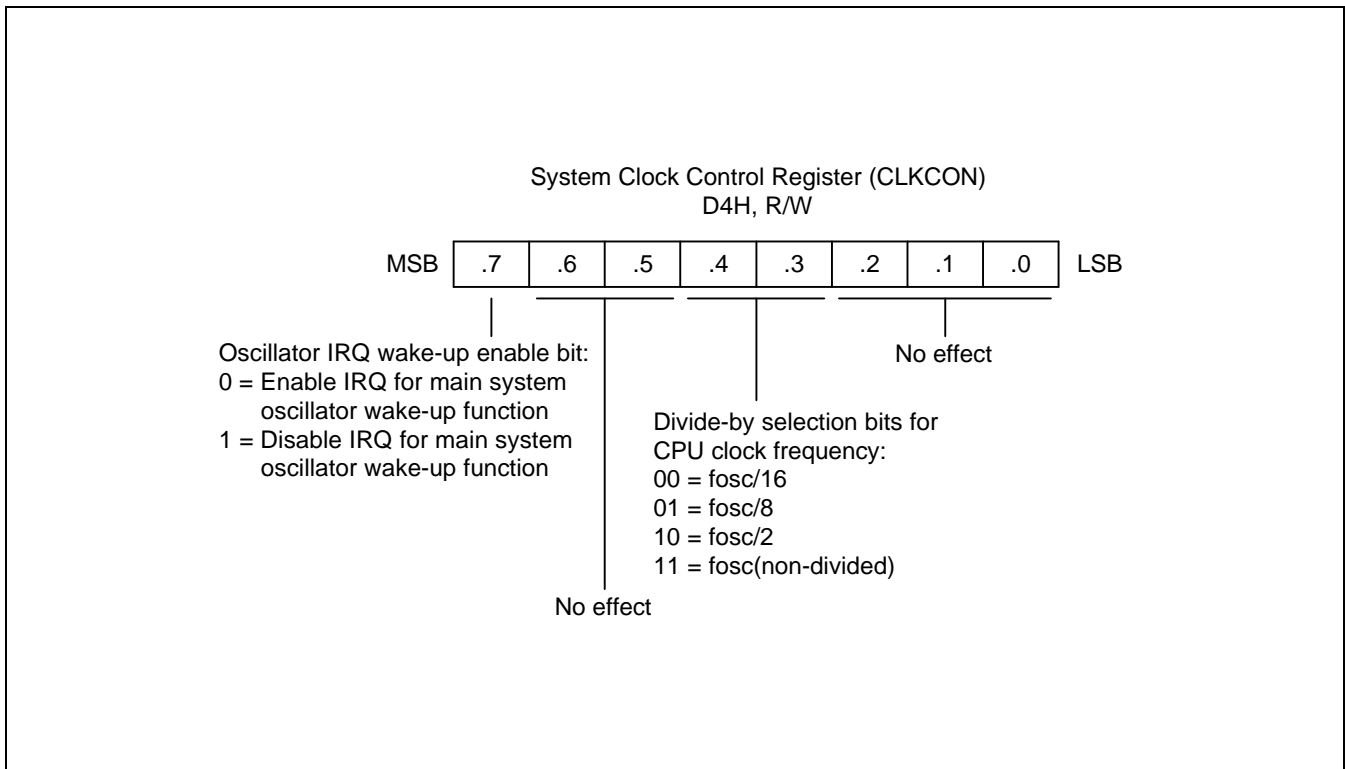 System Clock Control Register (CLKCON)
D4H, R/W
MSB .7 .6 .5 .4 .3 .2 .1 .0 LSB
Oscillator IRQ wake-up enable bit:
0 = Enable IRQ for main system
oscillator wake-up function
1 = Disable IRQ for main system
oscillator wake-up function
No effect
Divide-by selection bits for
CPU clock frequency:
00 = fosc/16
01 = fosc/8
10 = fosc/2
11 = fosc(non-divided)
No effect